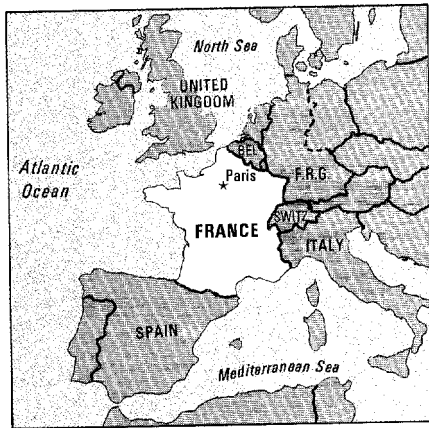 North Sea
UNITED
KINGDOM
Atlantic
Ocean
BEL.
Paris
F.R.G.
FRANCE
SWITZ.
ITALY
SPAIN
Mediterranean Sea